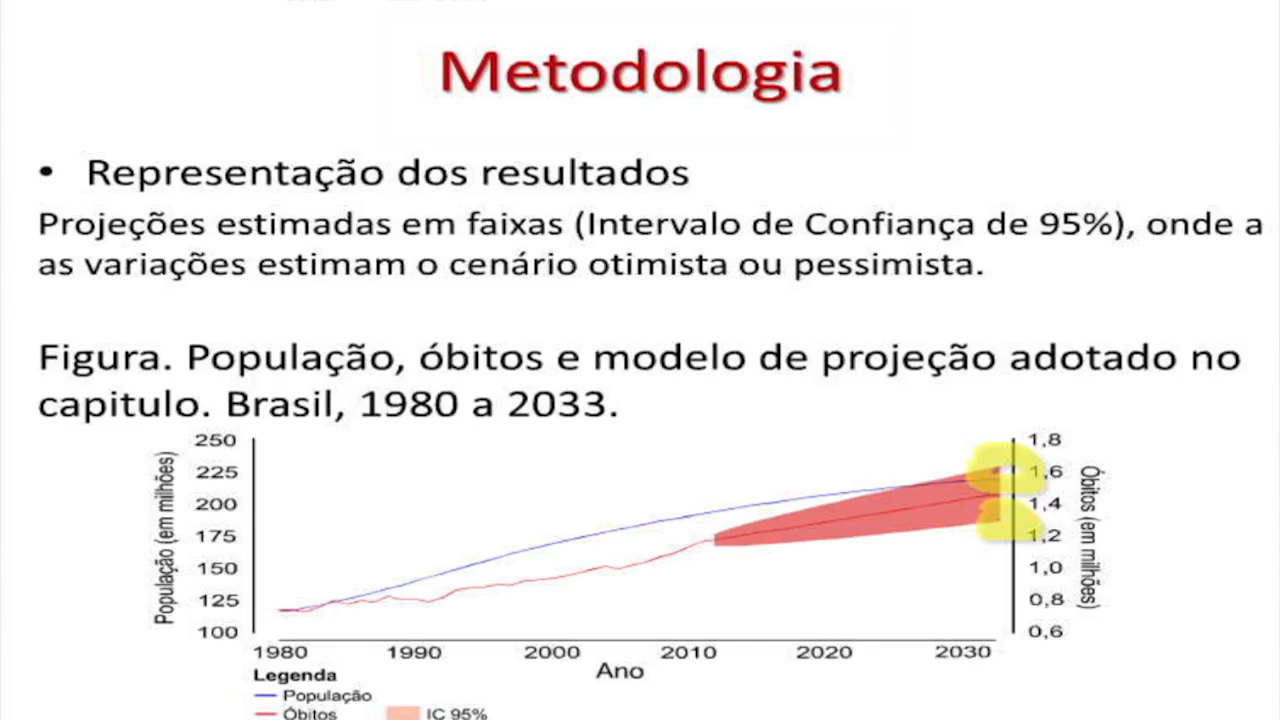 Metodologia
• Representação dos resultados
Projeções estimadas em faixas (Intervalo de Confiança de 95%), onde a
as variações estimam o cenário otimista ou pessimista.
Figura. População, óbitos e modelo de projeção adotado no
capitulo. Brasil, 1980 a 2033.
População (em milhões)
250
225
200
175
150
125
100
1,8
1,6
1,4
1,2
1,0
0,8
0,6
Óbitos (em milhões)
1980 1990 2000 2010 2020 2030
Ano
Legenda
População
Óbitos IC 95%